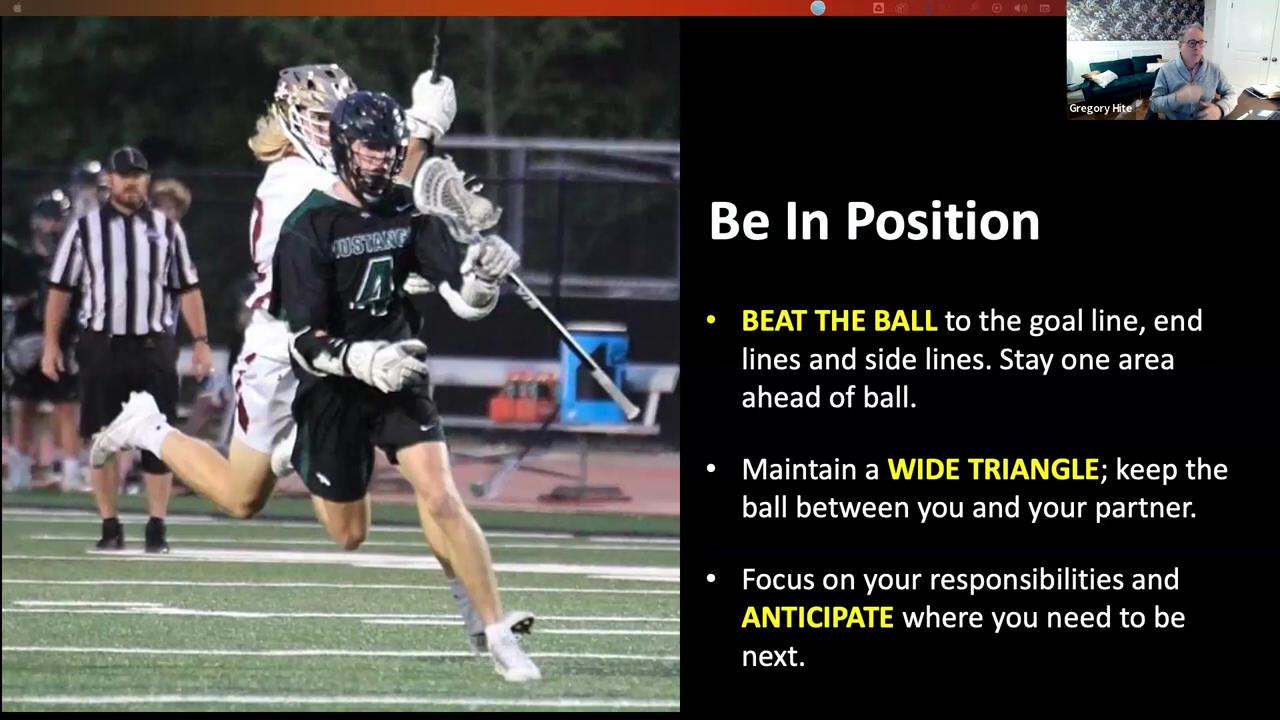 Gregory Hite
MUSTANGS
4
Be In Position
• BEAT THE BALL to the goal line, end
lines and side lines. Stay one area
ahead of ball.
• Maintain a WIDE TRIANGLE; keep the
ball between you and your partner.
• Focus on your responsibilities and
ANTICIPATE where you need to be
next.